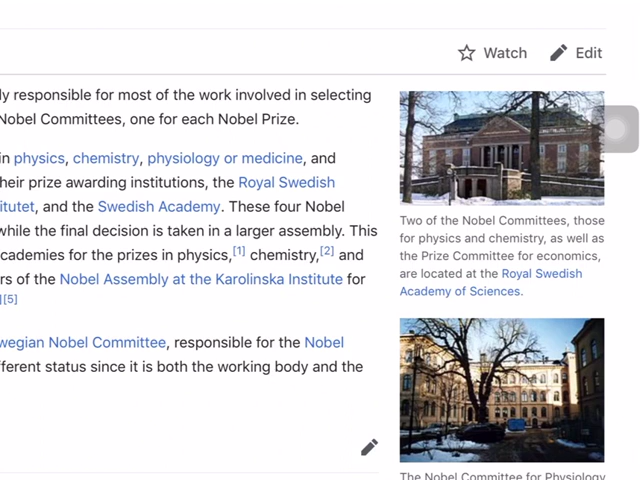 Watch Edit
ly responsible for most of the work involved in selecting
Nobel Committees, one for each Nobel Prize.
in physics, chemistry, physiology or medicine, and
heir prize awarding institutions, the Royal Swedish
itutet, and the Swedish Academy. These four Nobel
while the final decision is taken in a larger assembly. This
cademies for the prizes in physics,[1] chemistry,[2] and
rs of the Nobel Assembly at the Karolinska Institute for
][5]
wegian Nobel Committee, responsible for the Nobel
fferent status since it is both the working body and the
Two of the Nobel Committees, those
for physics and chemistry, as well as
the Prize Committee for economics,
are located at the Royal Swedish
Academy of Sciences.
The Nobel Committee for Physiology